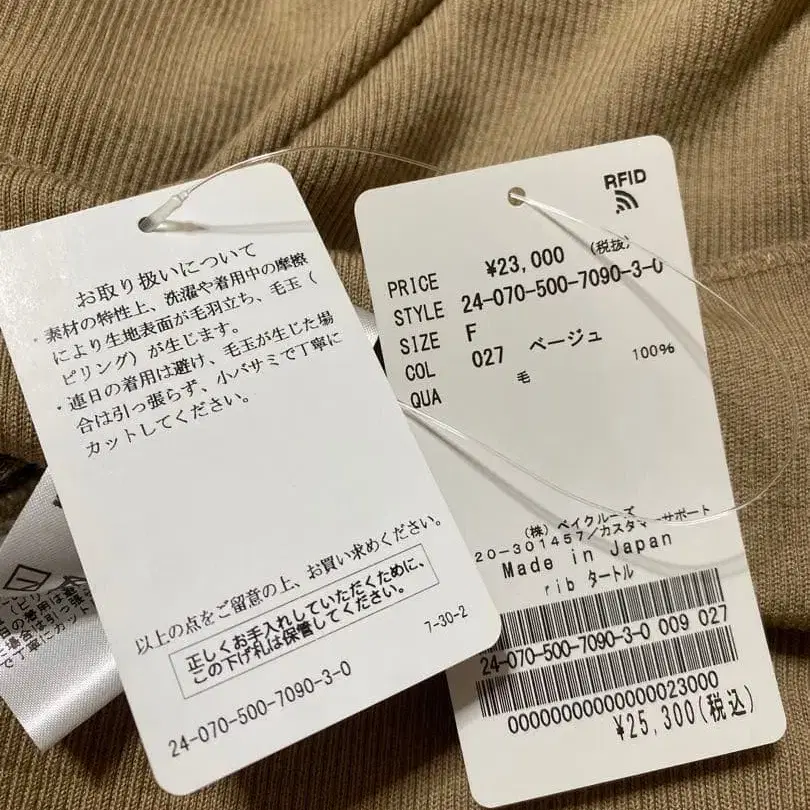 お取り扱いについて
・素材の特性上、洗濯や着用中の摩擦
により生地表面が毛羽立ち、毛玉（
ピリング）が生じます。
・連日の着用は避け、毛玉が生じた場
合は引っ張らず、小バサミで丁寧に
カットしてください。
以上の点をご留意の上、お買い求めください。
正しくお手入れしていただくために、
この下げ札は保管してください。
7-30-2
24-070-500-7090-3-0
RFID
PRICE ¥23,000 (税抜)
STYLE 24-070-500-7090-3-0
SIZE F
COL 027 ベージュ
QUA 毛 100%
(株) ベイクルーズ
20-301457/カスタマーサポート
Made in Japan
rib タートル
24-070-500-7090-3-0 009 027
00000000000000023000
¥25,300(税込)